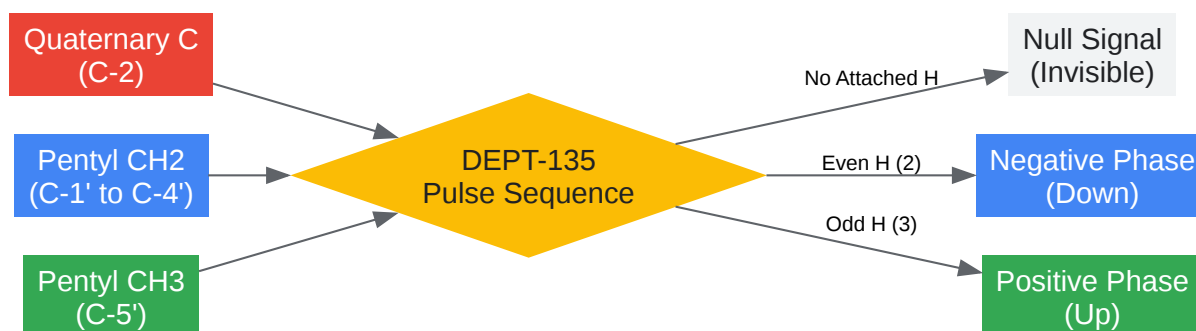 Quaternary C
(C-2)
Pentyl CH2
(C-1' to C-4')
Pentyl CH3
(C-5')
DEPT-135
Pulse Sequence
No Attached H
Even H (2)
Odd H (3)
Null Signal
(Invisible)
Negative Phase
(Down)
Positive Phase
(Up)